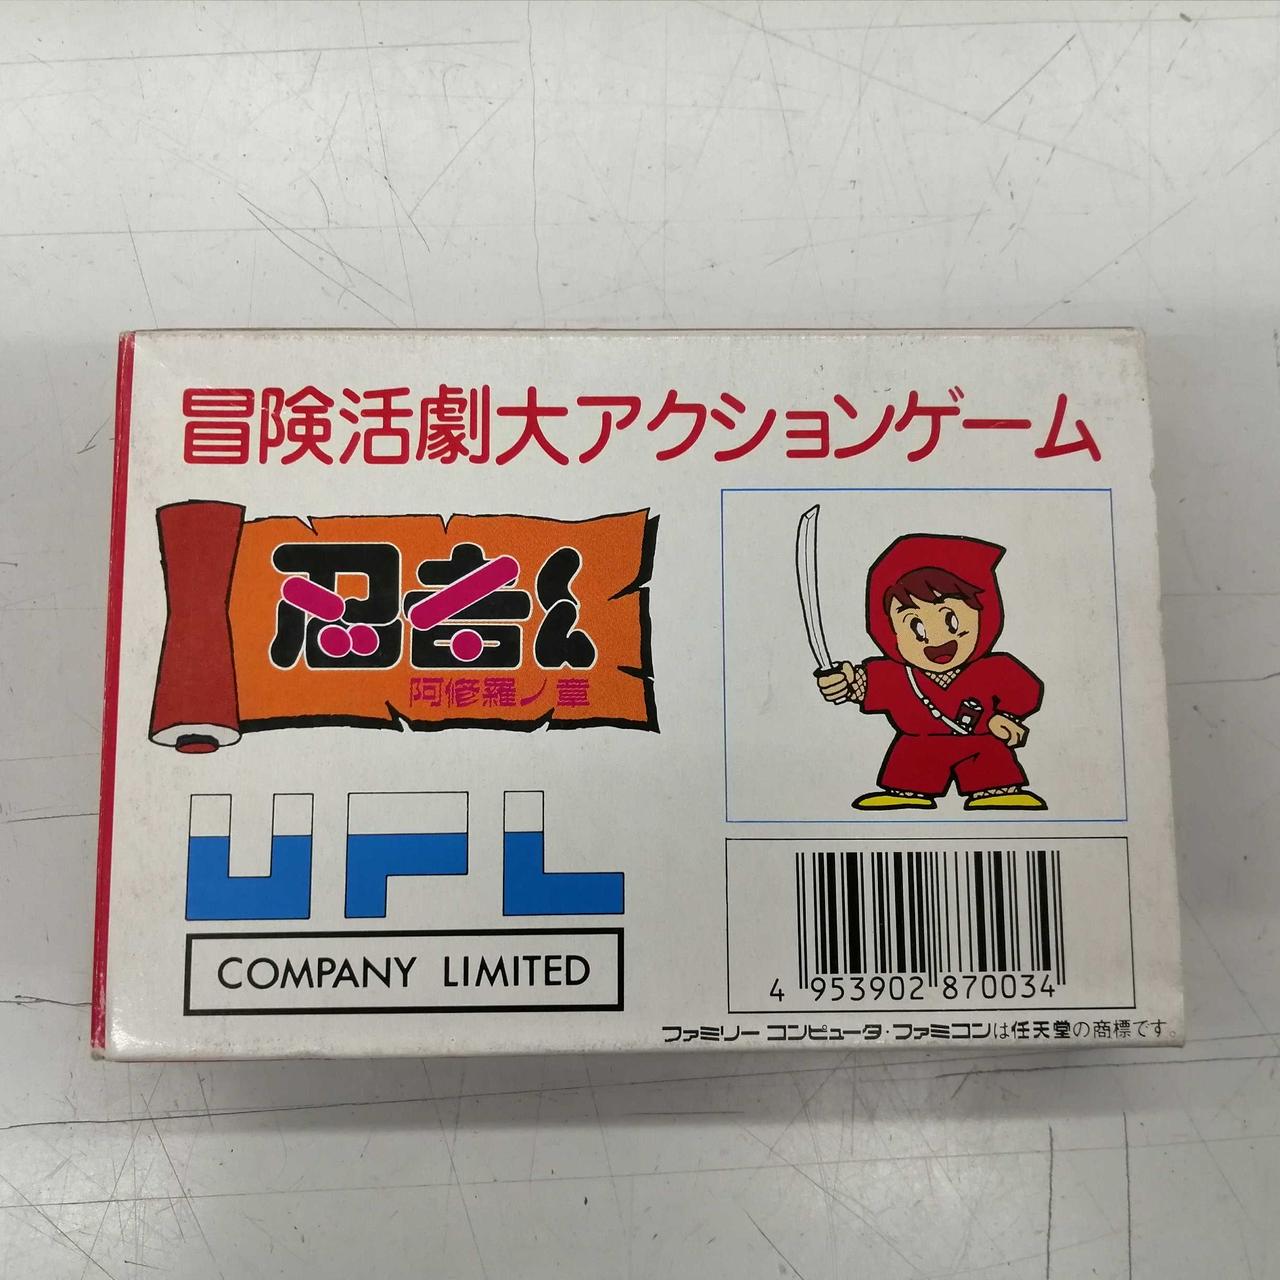 冒険活劇大アクションゲーム
忍者くん
阿修羅ノ章
UPL
COMPANY LIMITED
4 953902 870034
ファミリー コンピュータ・ファミコンは任天堂の商標です。